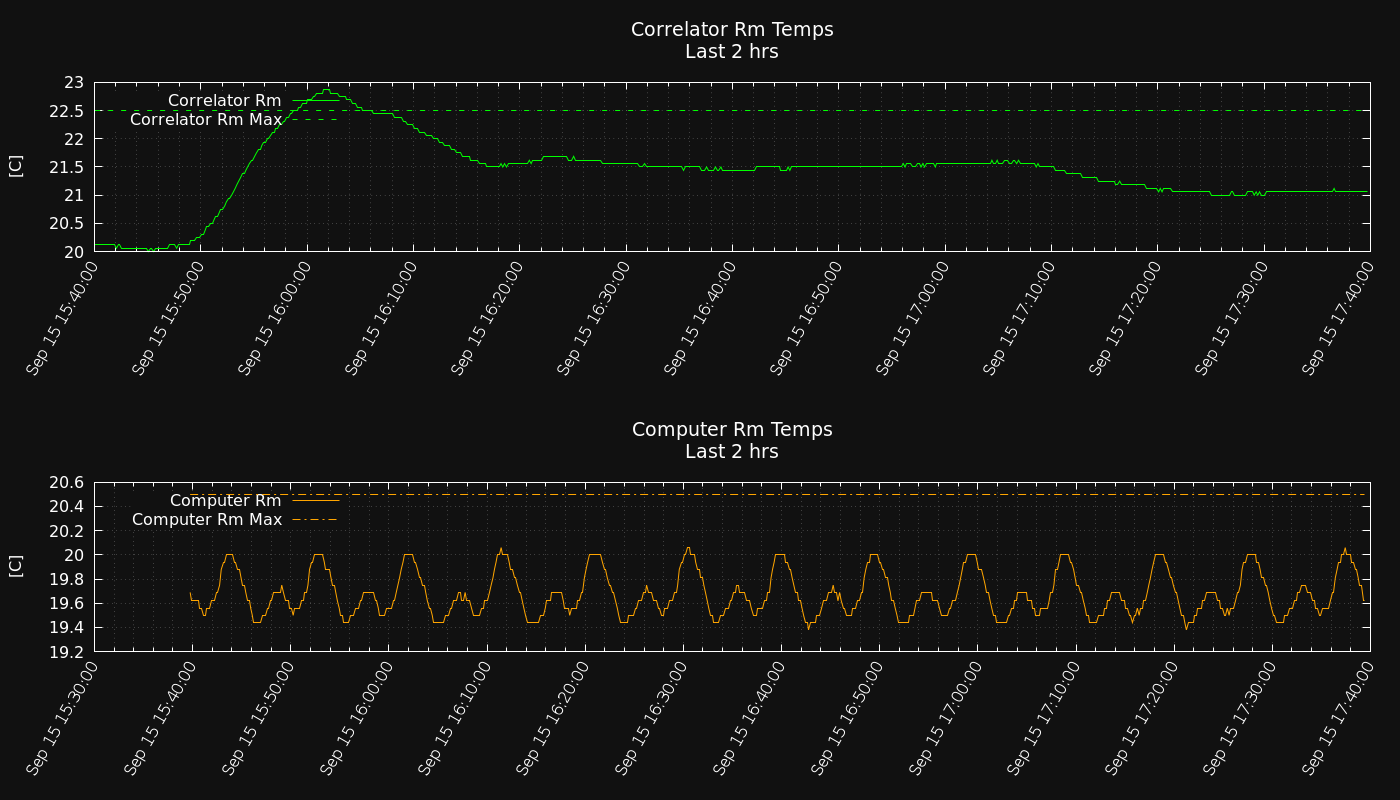 Correlator Rm Temps
Last 2 hrs
23
22.5
22
21.5
21
20.5
20
[C]
Correlator Rm
Correlator Rm Max
Sep 15 15:40:00
Sep 15 15:50:00
Sep 15 16:00:00
Sep 15 16:10:00
Sep 15 16:20:00
Sep 15 16:30:00
Sep 15 16:40:00
Sep 15 16:50:00
Sep 15 17:00:00
Sep 15 17:10:00
Sep 15 17:20:00
Sep 15 17:30:00
Sep 15 17:40:00
Computer Rm Temps
Last 2 hrs
20.6
20.4
20.2
20
19.8
19.6
19.4
19.2
[C]
Computer Rm
Computer Rm Max
Sep 15 15:30:00
Sep 15 15:40:00
Sep 15 15:50:00
Sep 15 16:00:00
Sep 15 16:10:00
Sep 15 16:20:00
Sep 15 16:30:00
Sep 15 16:40:00
Sep 15 16:50:00
Sep 15 17:00:00
Sep 15 17:10:00
Sep 15 17:20:00
Sep 15 17:30:00
Sep 15 17:40:00